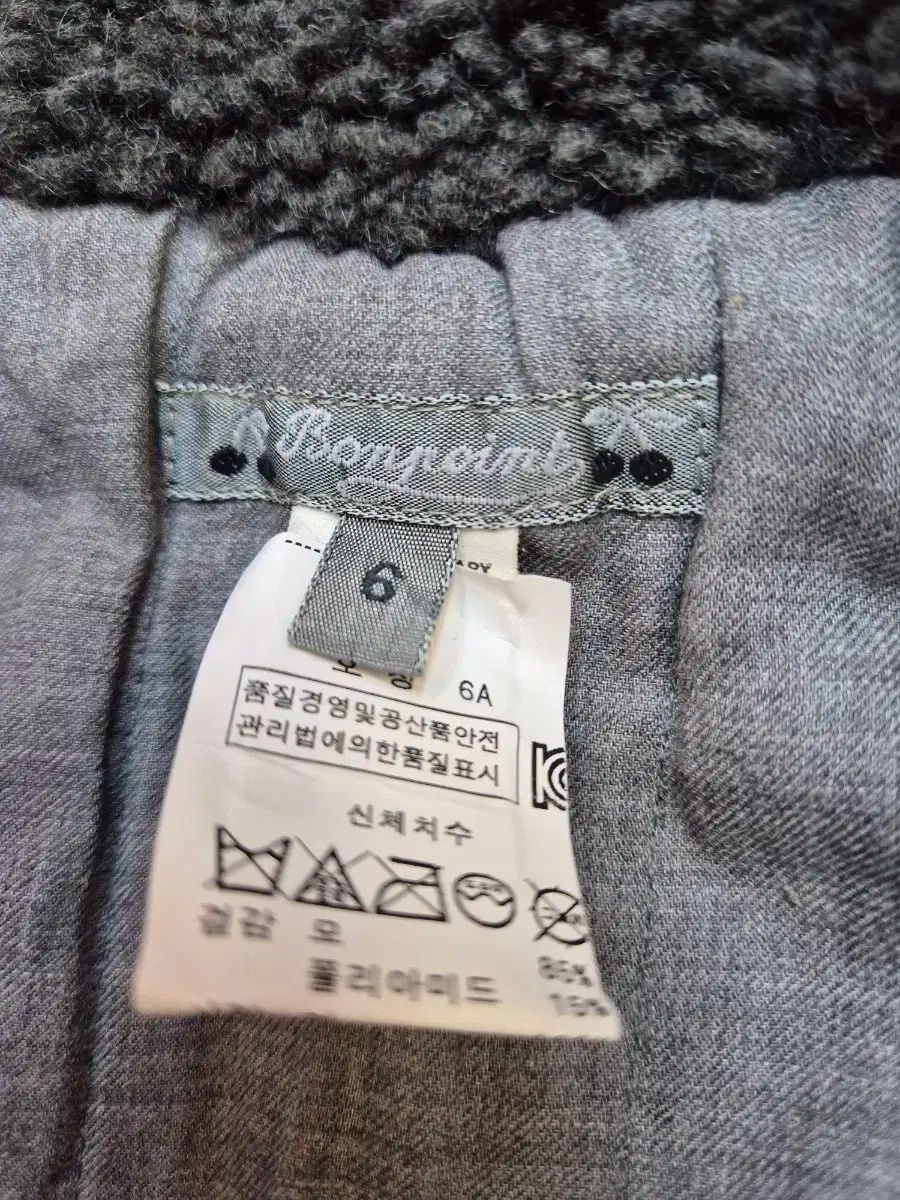 Bonpoint
6
6A
품질경영및공산품안전
관리법에의한품질표시
신체치수
겉감 모 85%
폴리아미드 15%